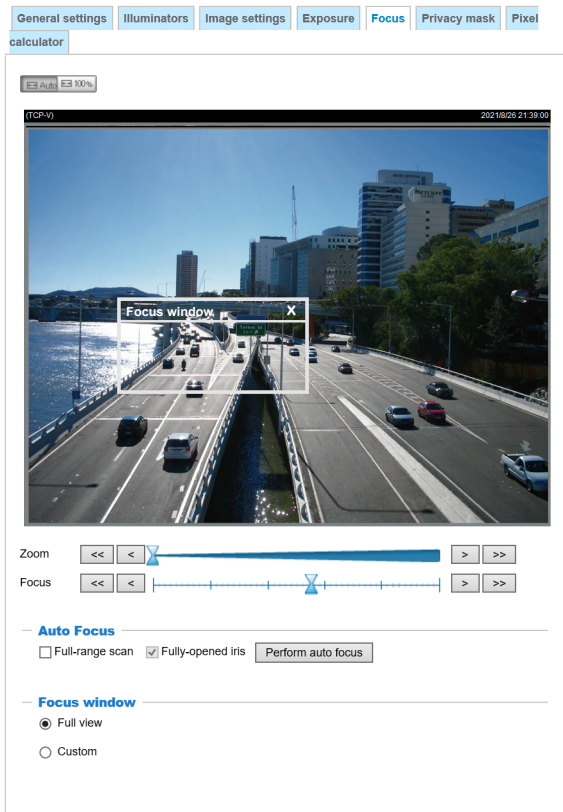 General settings Illuminators Image settings Exposure Focus Privacy mask Pixel
calculator
Auto 100%
(TCP-V) 2021/8/26 21:39:00
Focus window X
Zoom << < > >>
Focus << < > >>
Auto Focus
Full-range scan Fully-opened iris Perform auto focus
Focus window
Full view
Custom